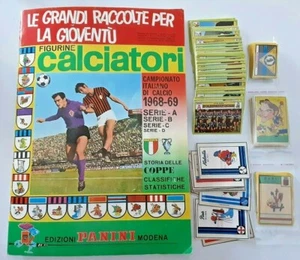 LE GRANDI RACCOLTE PER
LA GIOVENTÙ
FIGURINE
calciatori
CAMPIONATO
ITALIANO
DI CALCIO
1968-69
SERIE-A
SERIE-B
SERIE-C
SERIE-D
STORIA DELLE
COPPE
CLASSIFICHE
STATISTICHE
EDIZIONI PANINI MODENA